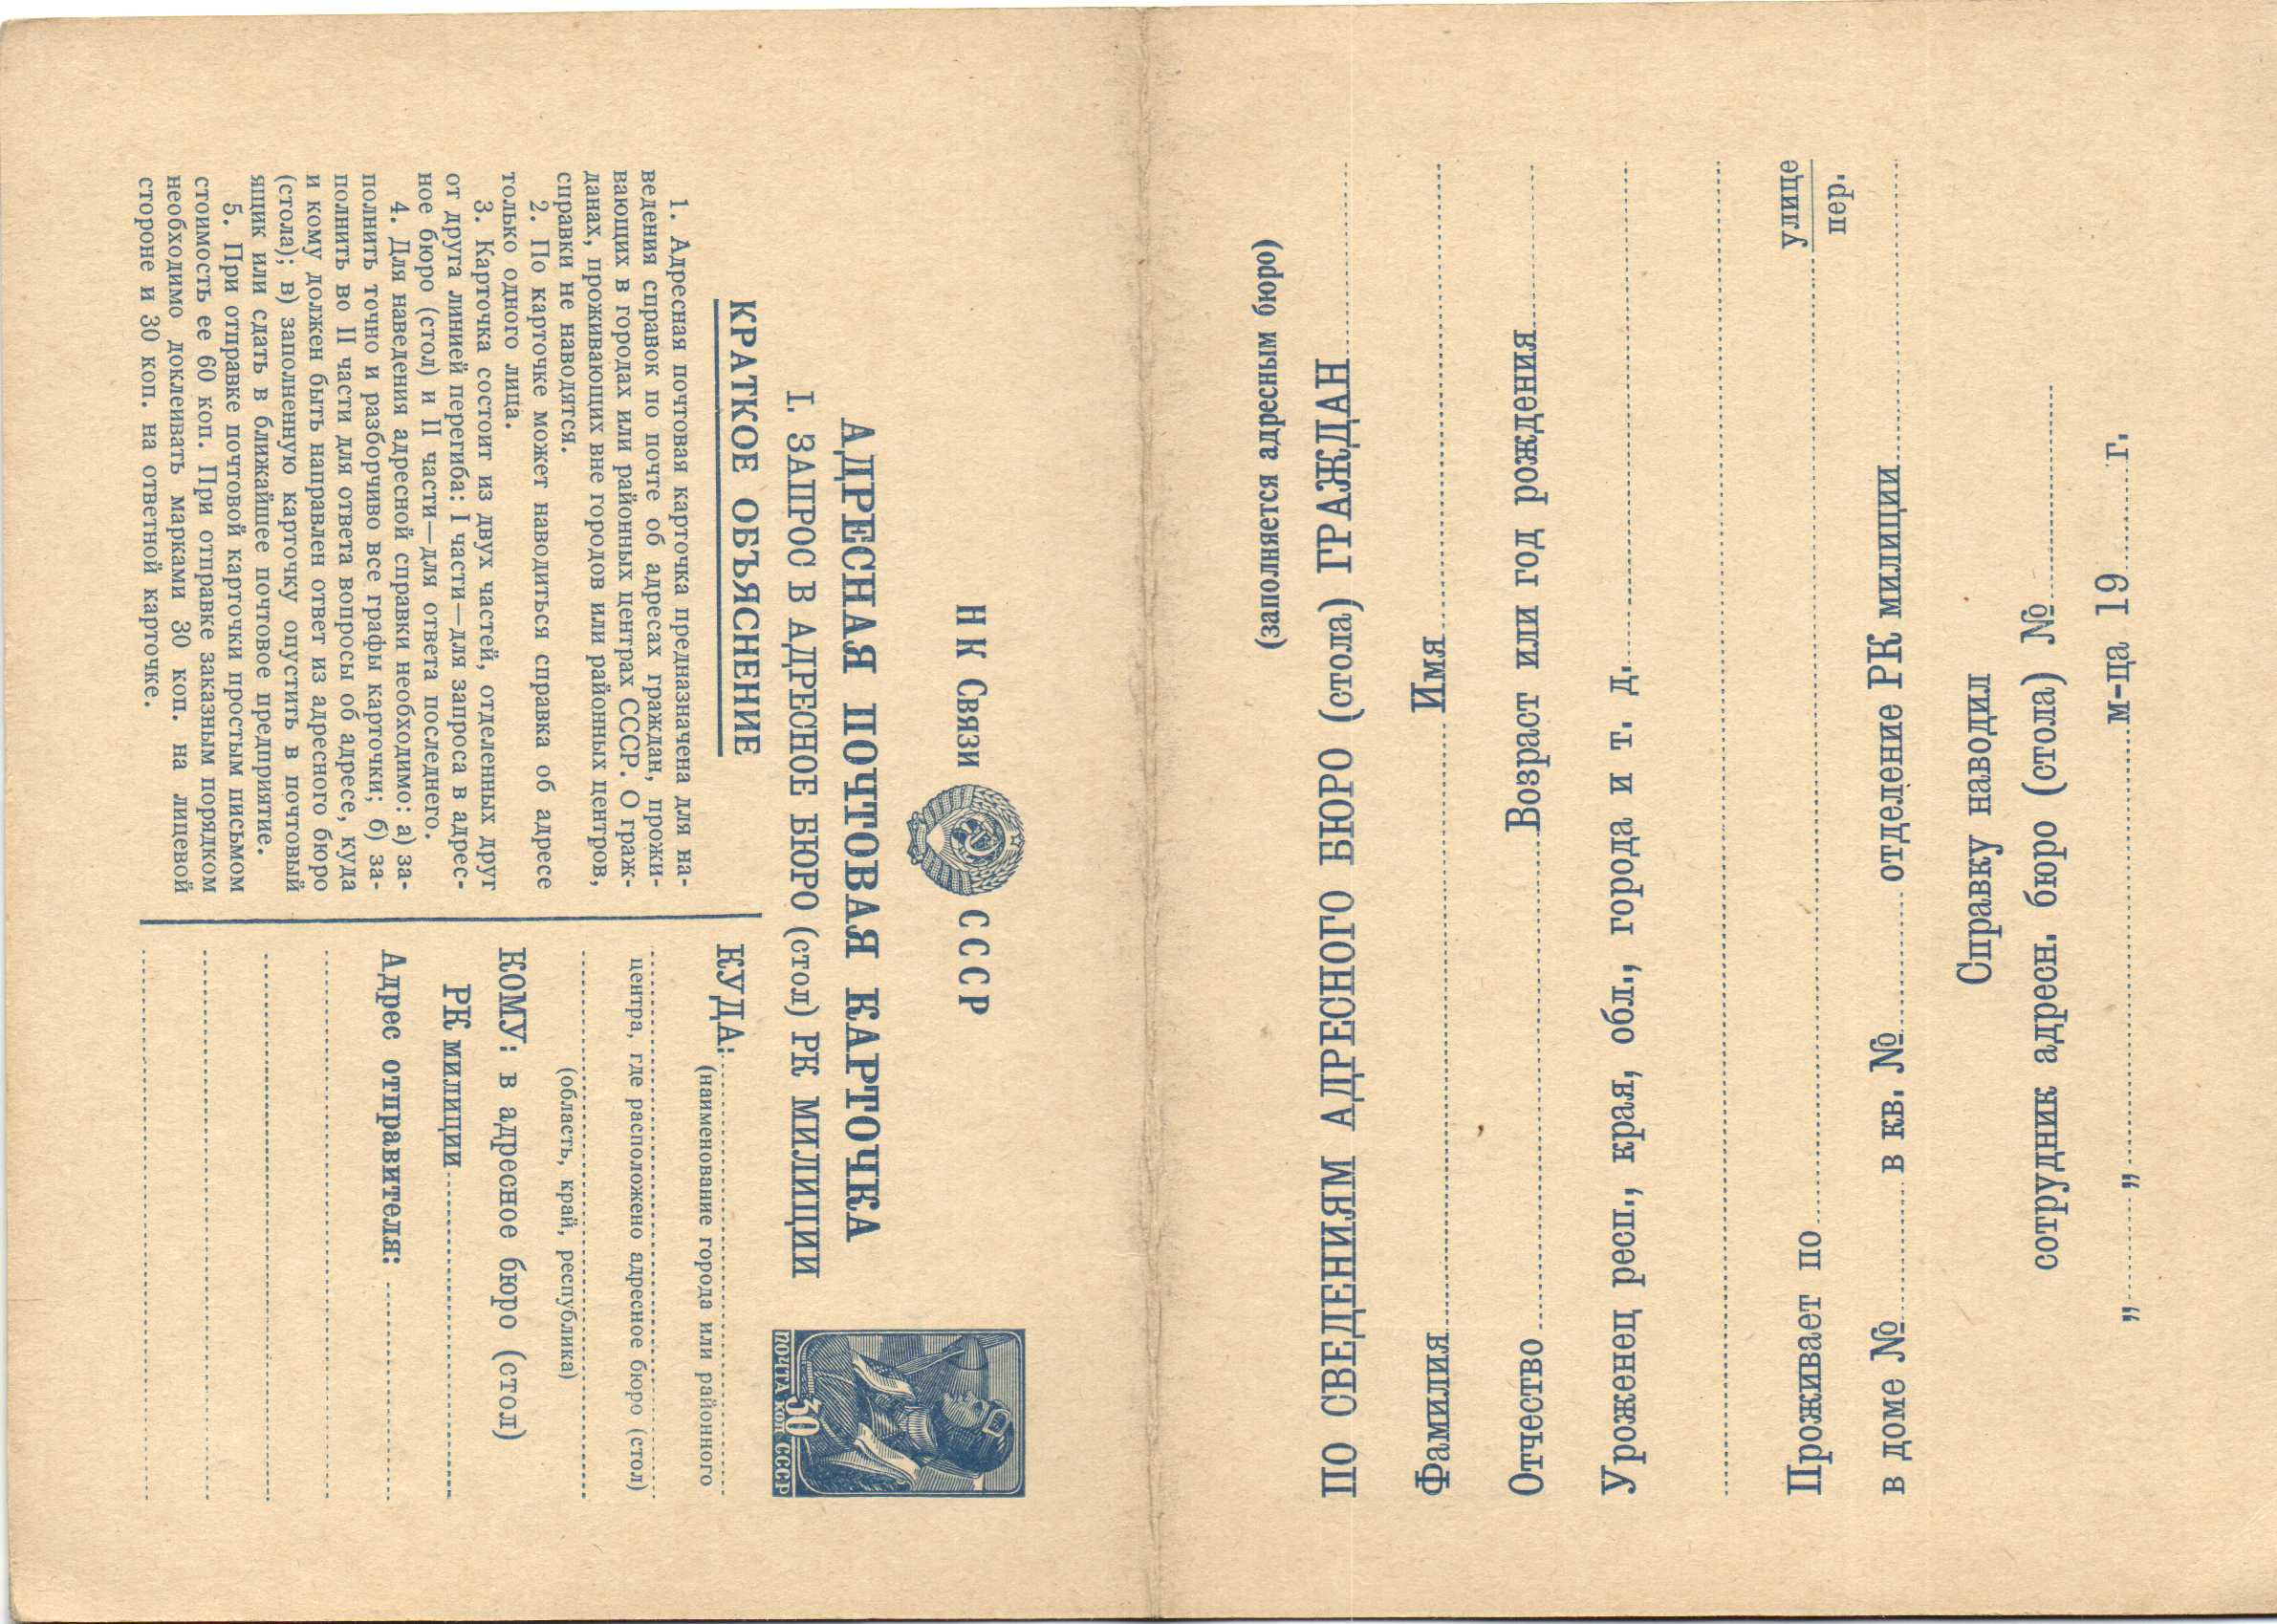 НК Связи СССР
АДРЕСНАЯ ПОЧТОВАЯ КАРТОЧКА
I. ЗАПРОС В АДРЕСНОЕ БЮРО (стол) РК МИЛИЦИИ
ПОЧТА 30 КОП. СССР
КРАТКОЕ ОБЪЯСНЕНИЕ
1. Адресная почтовая карточка предназначена для на-
ведения справок по почте об адресах граждан, прожи-
вающих в городах или районных центрах СССР. О граж-
данах, проживающих вне городов или районных центров,
справки не наводятся.
2. По карточке может наводиться справка об адресе
только одного лица.
3. Карточка состоит из двух частей, отделенных друг
от друга линией перегиба: I части—для запроса в адрес-
ное бюро (стол) и II части—для ответа последнего.
4. Для наведения адресной справки необходимо: а) за-
полнить точно и разборчиво все графы карточки; б) за-
полнить во II части для ответа вопросы об адресе, куда
и кому должен быть направлен ответ из адресного бюро
(стола); в) заполненную карточку опустить в почтовый
ящик или сдать в ближайшее почтовое предприятие.
5. При отправке почтовой карточки простым письмом
стоимость ее 60 коп. При отправке заказным порядком
необходимо доклеивать марками 30 коп. на лицевой
стороне и 30 коп. на ответной карточке.
КУДА:
(наименование города или районного
центра, где расположено адресное бюро (стол)
(область, край, республика)
КОМУ: в адресное бюро (стол)
РК милиции
Адрес отправителя:
(заполняется адресным бюро)
ПО СВЕДЕНИЯМ АДРЕСНОГО БЮРО (стола) ГРАЖДАН
Фамилия Имя
Отчество Возраст или год рождения
Уроженец респ., края, обл., города и т. д.
Проживает по улице
пер.
в доме № в кв. № отделение РК милиции
Справку наводил
сотрудник адресн. бюро (стола) №
„ „ м-ца 19 г.